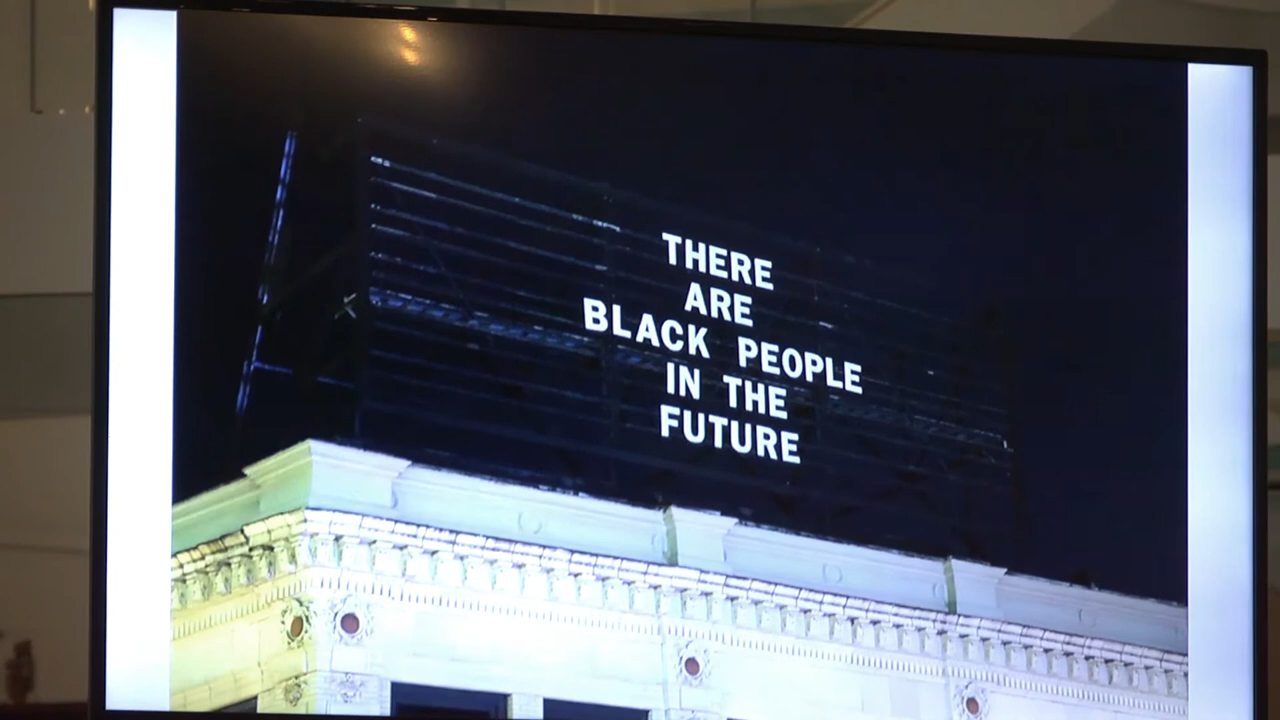 THERE
ARE
BLACK PEOPLE
IN THE
FUTURE